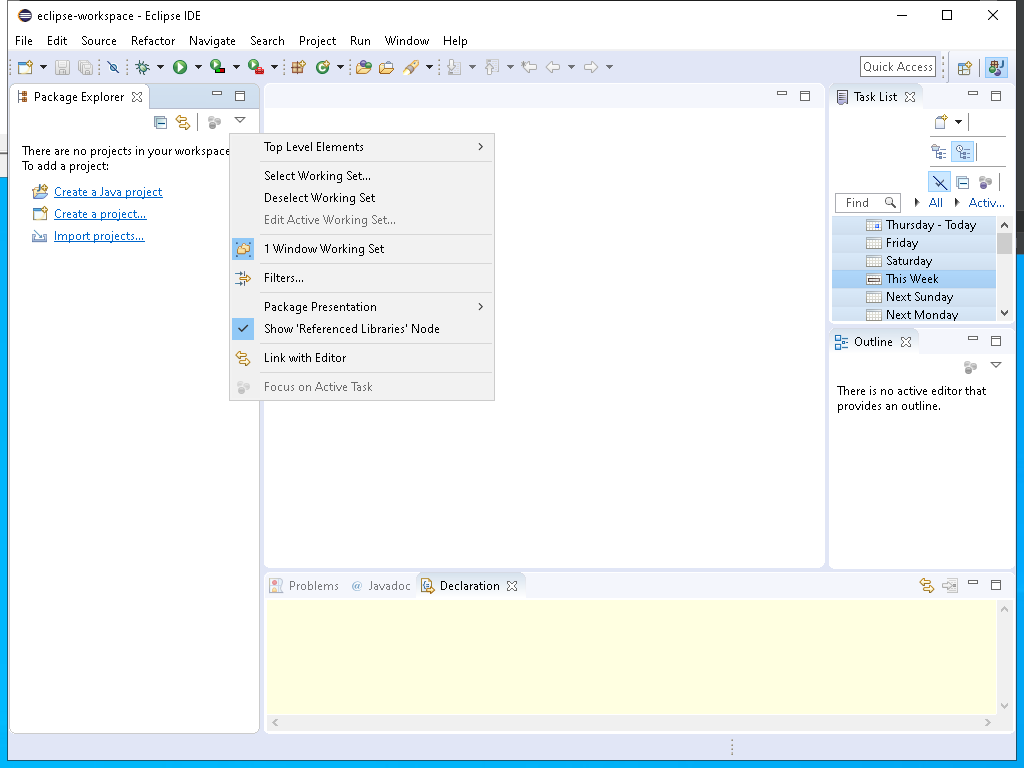 eclipse-workspace - Eclipse IDE
File Edit Source Refactor Navigate Search Project Run Window Help
Quick Access
Package Explorer
There are no projects in your workspace
To add a project:
Create a Java project
Create a project...
Import projects...
Top Level Elements
Select Working Set...
Deselect Working Set
Edit Active Working Set...
1 Window Working Set
Filters...
Package Presentation
Show 'Referenced Libraries' Node
Link with Editor
Focus on Active Task
Task List
Find All Activ...
Thursday - Today
Friday
Saturday
This Week
Next Sunday
Next Monday
Outline
There is no active editor that
provides an outline.
Problems @ Javadoc Declaration